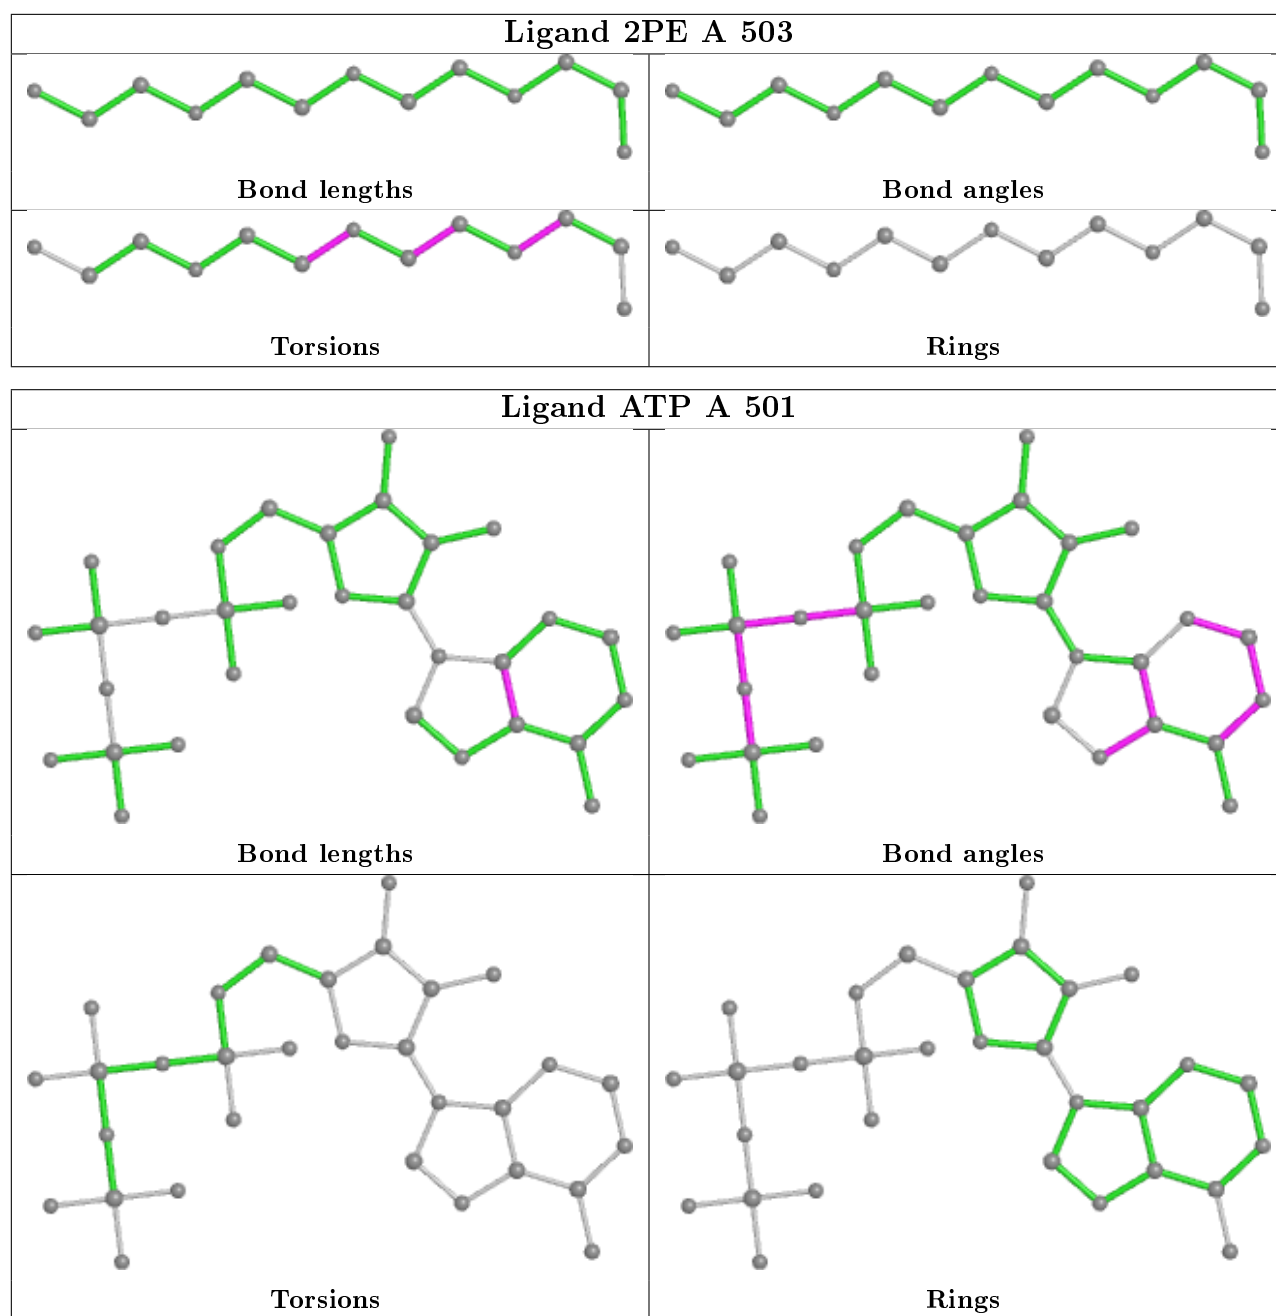 Ligand 2PE A 503
Bond lengths
Bond angles
Torsions
Rings
Ligand ATP A 501
Bond lengths
Bond angles
Torsions
Rings